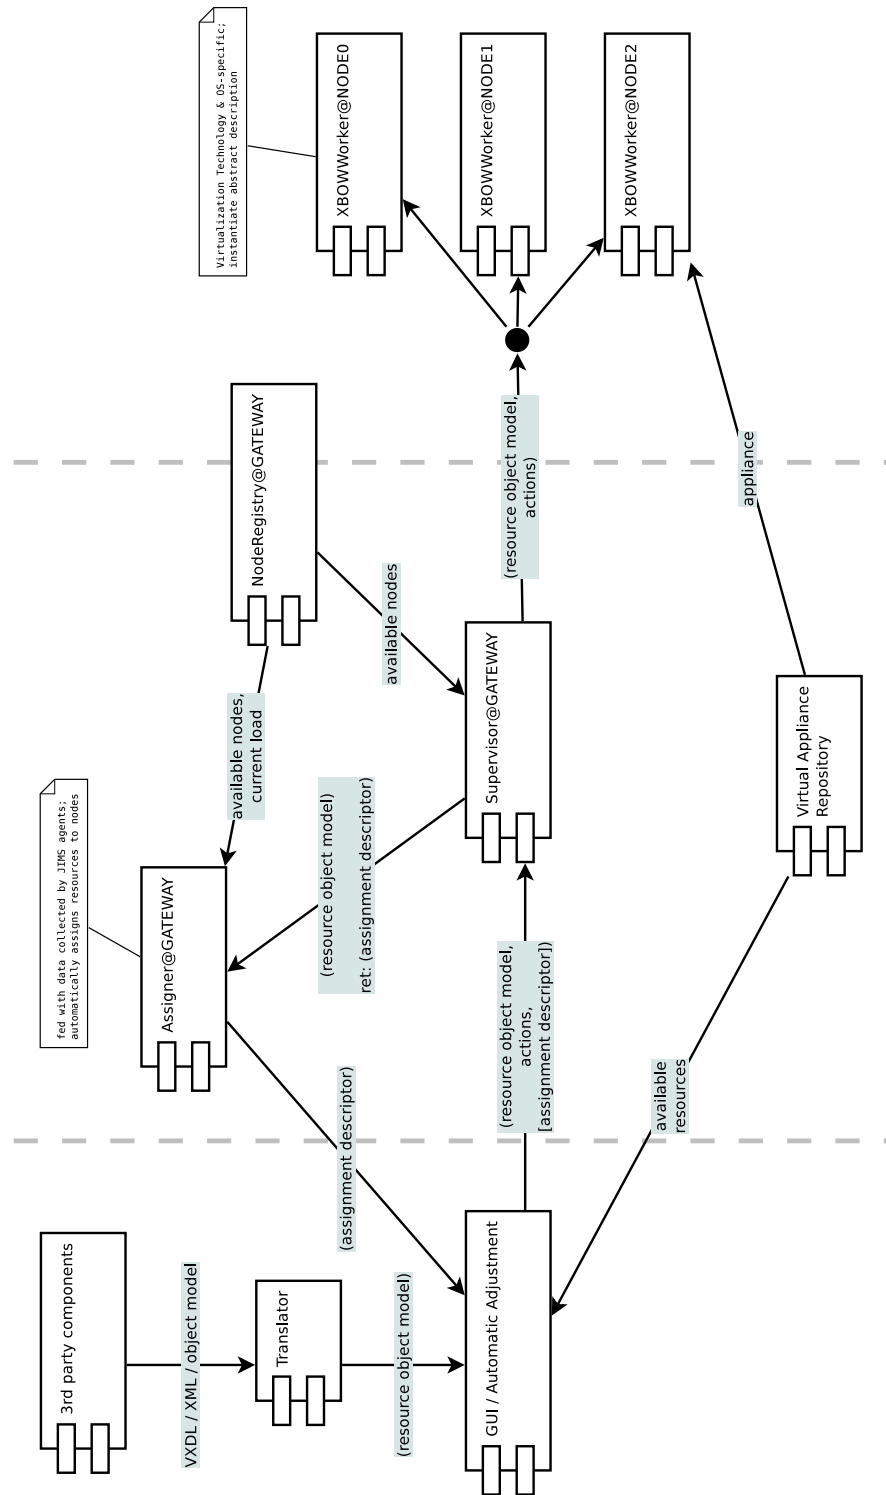 Virtualization Technology & OS-specific;
instantiate abstract description
XBOWWorker@NODE0
XBOWWorker@NODE1
XBOWWorker@NODE2
NodeRegistry@GATEWAY
(resource object model,
actions)
appliance
available nodes
available nodes,
current load
Supervisor@GATEWAY
Virtual Appliance
Repository
fed with data collected by JIMS agents;
automatically assigns resources to nodes
Assigner@GATEWAY
(resource object model)
ret: (assignment descriptor)
(resource object model,
actions,
[assignment descriptor])
available
resources
(assignment descriptor)
3rd party components
VXDL / XML / object model
Translator
(resource object model)
GUI / Automatic Adjustment